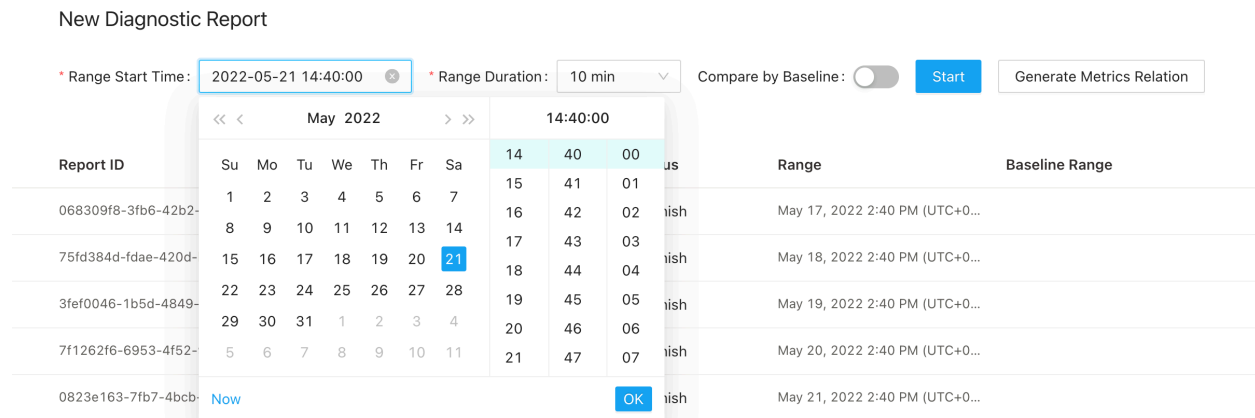 New Diagnostic Report
* Range Start Time : 2022-05-21 14:40:00 * Range Duration : 10 min Compare by Baseline : Start Generate Metrics Relation
« < May 2022 > » 14:40:00
Report ID Range Baseline Range
Su Mo Tu We Th Fr Sa 14 40 00
1 2 3 4 5 6 7 15 41 01
068309f8-3fb6-42b2- May 17, 2022 2:40 PM (UTC+0...
8 9 10 11 12 13 14 16 42 02
15 16 17 18 19 20 21 17 43 03
75fd384d-fdae-420d- May 18, 2022 2:40 PM (UTC+0...
22 23 24 25 26 27 28 18 44 04
3fef0046-1b5d-4849- May 19, 2022 2:40 PM (UTC+0...
29 30 31 1 2 3 4 19 45 05
5 6 7 8 9 10 11 20 46 06
7f1262f6-6953-4f52- May 20, 2022 2:40 PM (UTC+0...
21 47 07
0823e163-7fb7-4bcb- May 21, 2022 2:40 PM (UTC+0...
Now OK